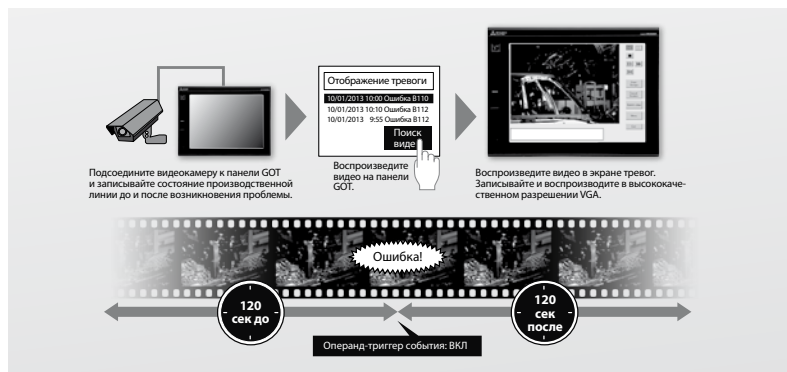 Отображение тревоги
10/01/2013 10:00 Ошибка B110
10/01/2013 10:10 Ошибка B112
10/01/2013 9:55 Ошибка B112
Поиск
виде
Подсоедините видеокамеру к панели GOT
и записывайте состояние производственной
линии до и после возникновения проблемы.
Воспроизведите
видео на панели
GOT.
Воспроизведите видео в экране тревог.
Записывайте и воспроизводите в высококаче-
ственном разрешении VGA.
Ошибка!
120
сек до
120
сек
после
Операнд-триггер события: ВКЛ